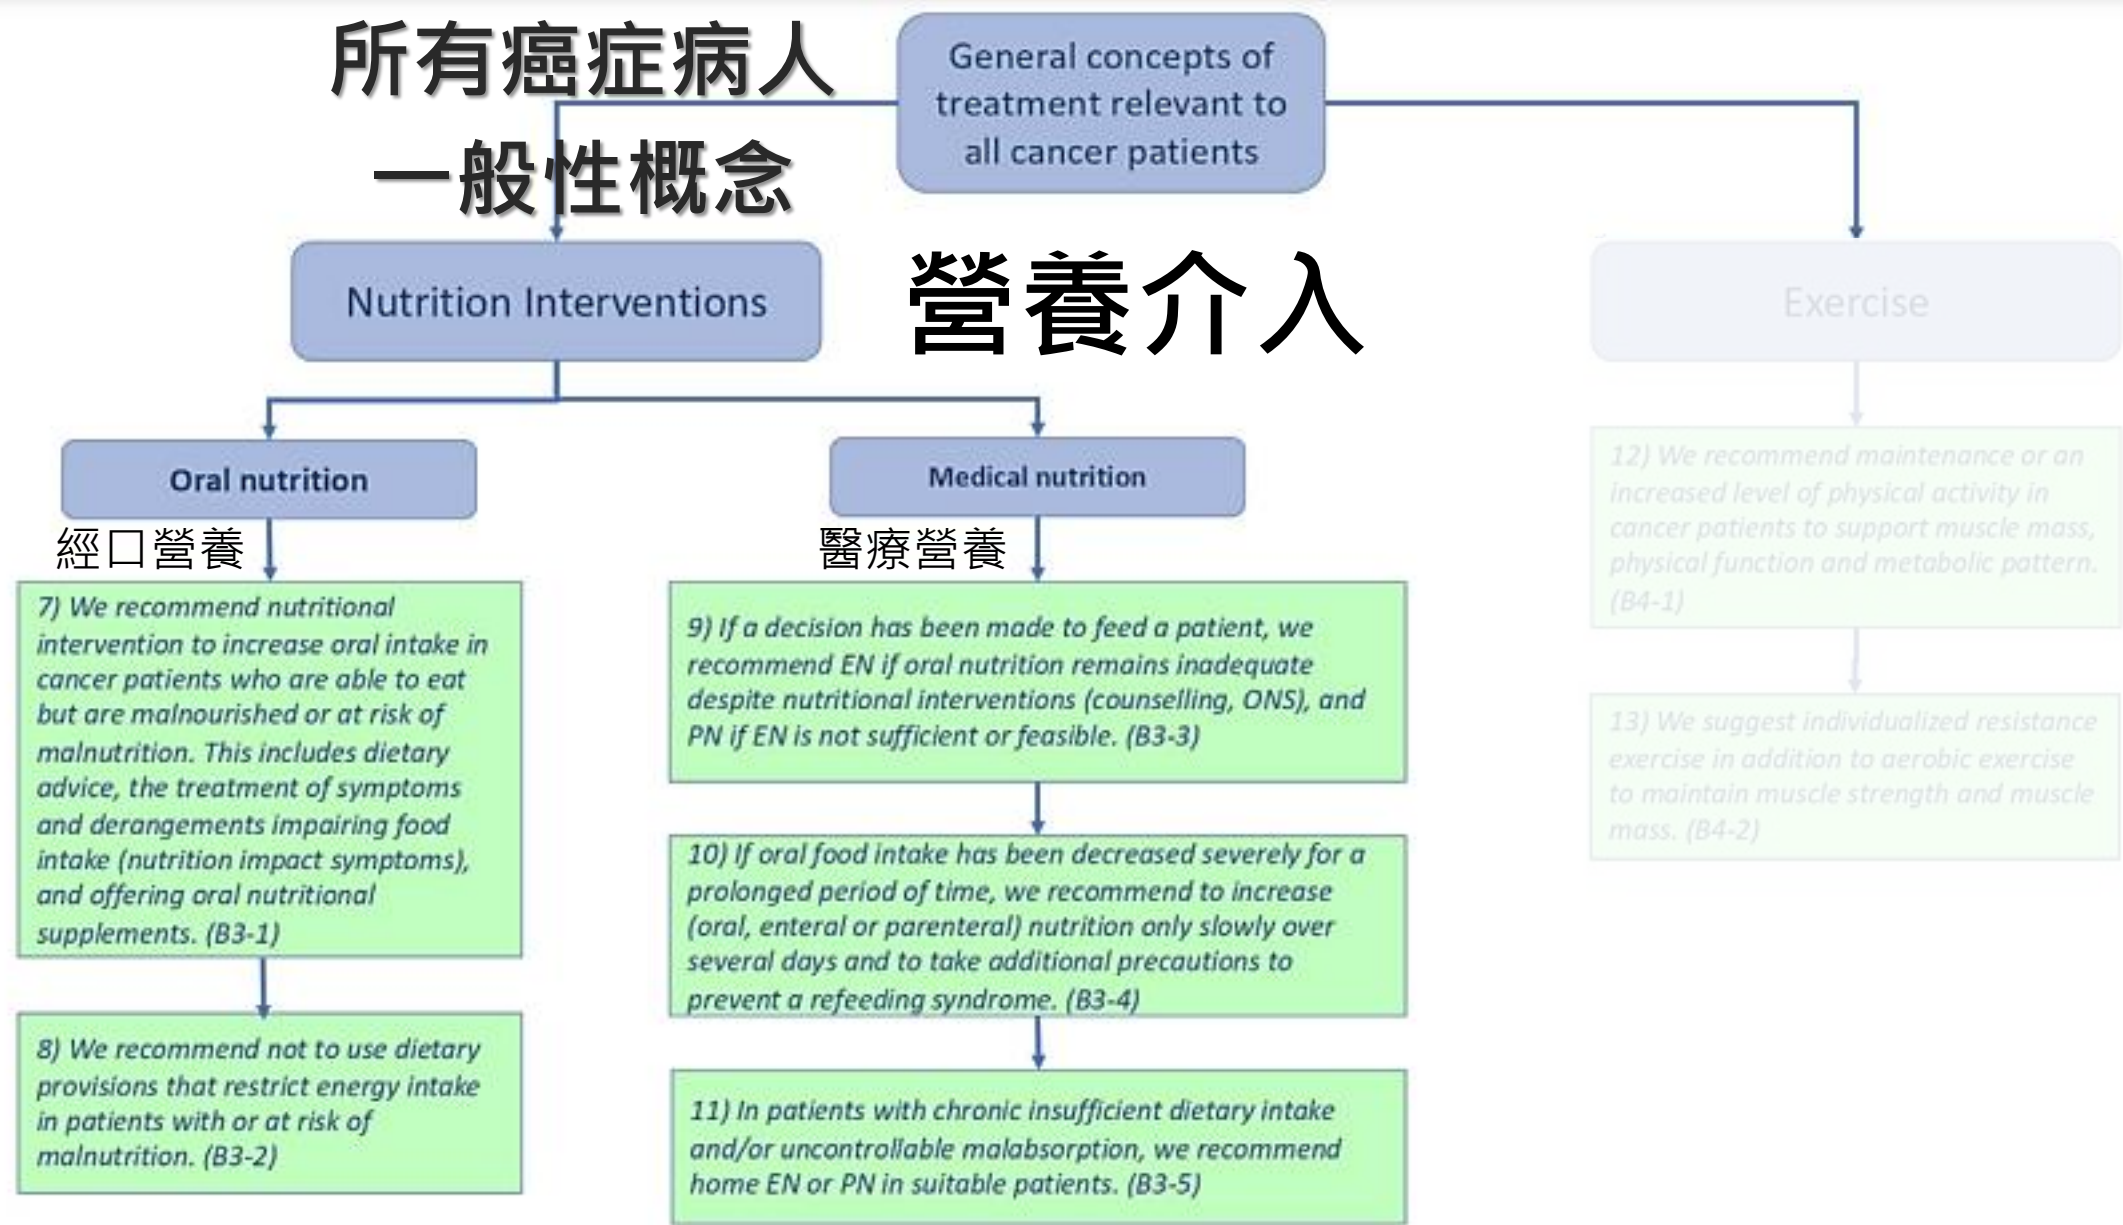 所有癌症病人
一般性概念
General concepts of
treatment relevant to
all cancer patients
Nutrition Interventions
營養介入
Exercise
Oral nutrition
經口營養
7) We recommend nutritional
intervention to increase oral intake in
cancer patients who are able to eat
but are malnourished or at risk of
malnutrition. This includes dietary
advice, the treatment of symptoms
and derangements impairing food
intake (nutrition impact symptoms),
and offering oral nutritional
supplements. (B3-1)
8) We recommend not to use dietary
provisions that restrict energy intake
in patients with or at risk of
malnutrition. (B3-2)
Medical nutrition
醫療營養
9) If a decision has been made to feed a patient, we
recommend EN if oral nutrition remains inadequate
despite nutritional interventions (counselling, ONS), and
PN if EN is not sufficient or feasible. (B3-3)
10) If oral food intake has been decreased severely for a
prolonged period of time, we recommend to increase
(oral, enteral or parenteral) nutrition only slowly over
several days and to take additional precautions to
prevent a refeeding syndrome. (B3-4)
11) In patients with chronic insufficient dietary intake
and/or uncontrollable malabsorption, we recommend
home EN or PN in suitable patients. (B3-5)
12) We recommend maintenance or an
increased level of physical activity in
cancer patients to support muscle mass,
physical function and metabolic pattern.
(B4-1)
13) We suggest individualized resistance
exercise in addition to aerobic exercise
to maintain muscle strength and muscle
mass. (B4-2)